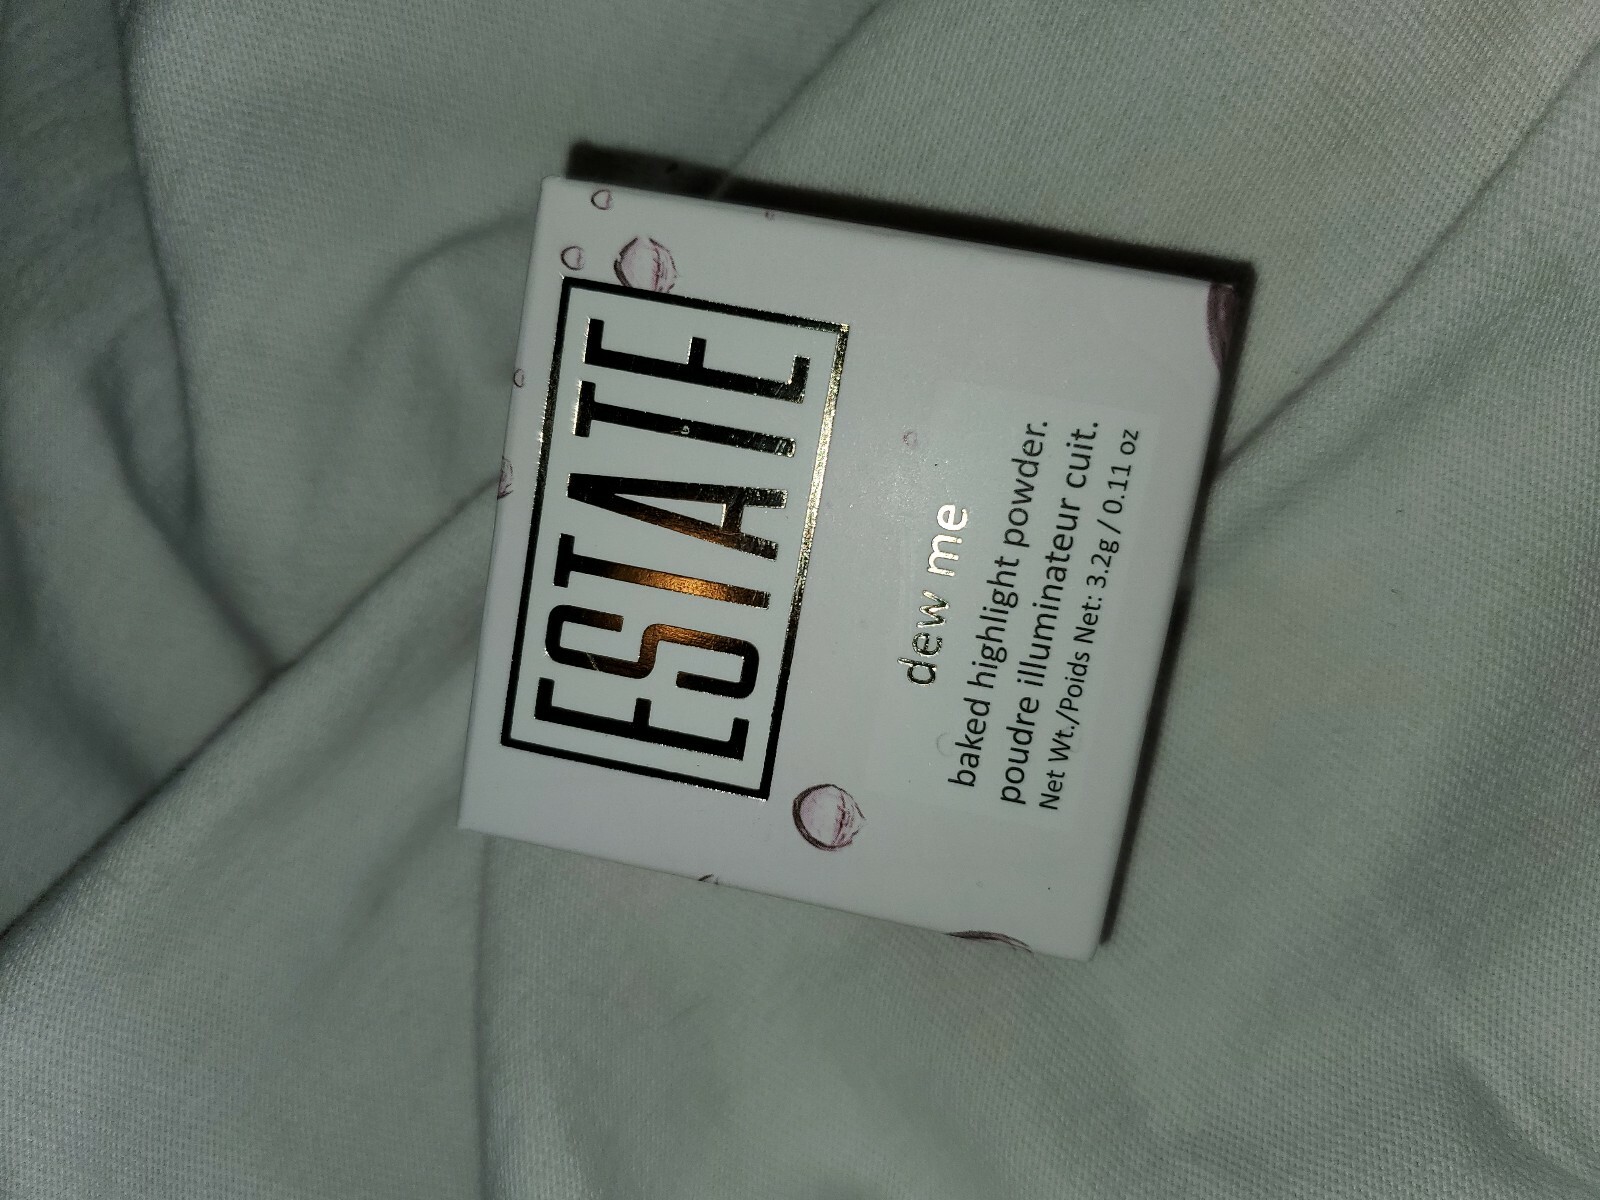 ESTATE
dew me
baked highlight powder.
poudre illuminateur cuit.
Net Wt./Poids Net: 3.2g / 0.11 oz